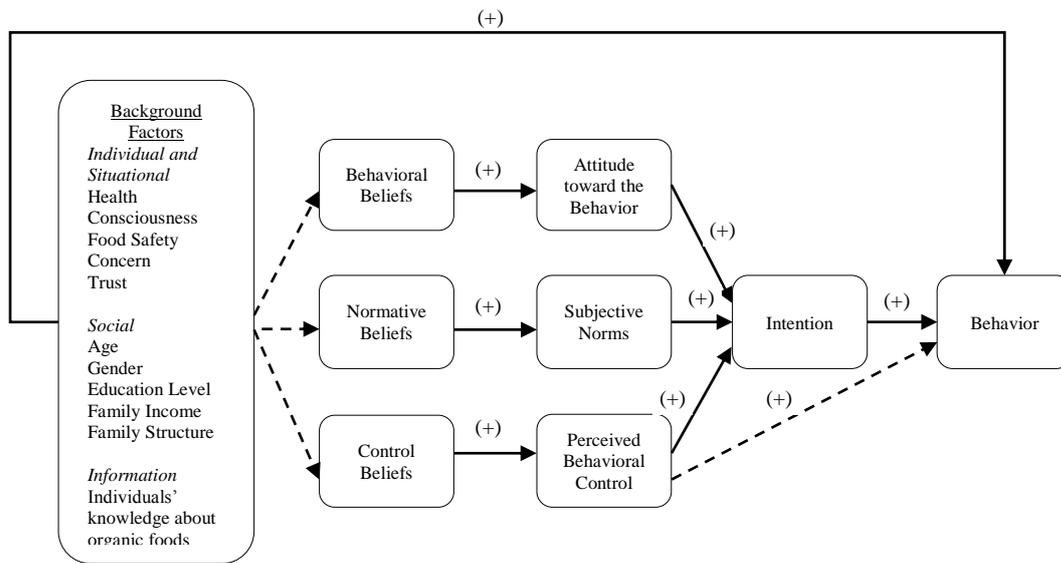 (+)
Background
Factors
Individual and
Situational
Health
Consciousness
Food Safety
Concern
Trust
Social
Age
Gender
Education Level
Family Income
Family Structure
Information
Individuals’
knowledge about
organic foods
Behavioral
Beliefs
(+)
Attitude
toward the
Behavior
(+)
Normative
Beliefs
(+)
Subjective
Norms
(+)
Intention
(+)
Behavior
Control
Beliefs
(+)
Perceived
Behavioral
Control
(+)
(+)